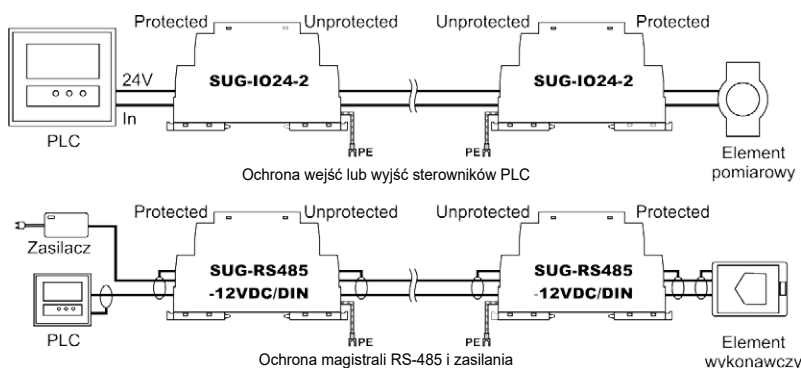 Protected Unprotected Unprotected Protected
SUG-IO24-2 SUG-IO24-2
24V
In
PLC
PE PE
Element
pomiarowy
Ochrona wejść lub wyjść sterowników PLC
Protected Unprotected Unprotected Protected
Zasilacz
SUG-RS485 SUG-RS485
-12VDC/DIN -12VDC/DIN
PLC
PE PE
Element
wykonawczy
Ochrona magistrali RS-485 i zasilania